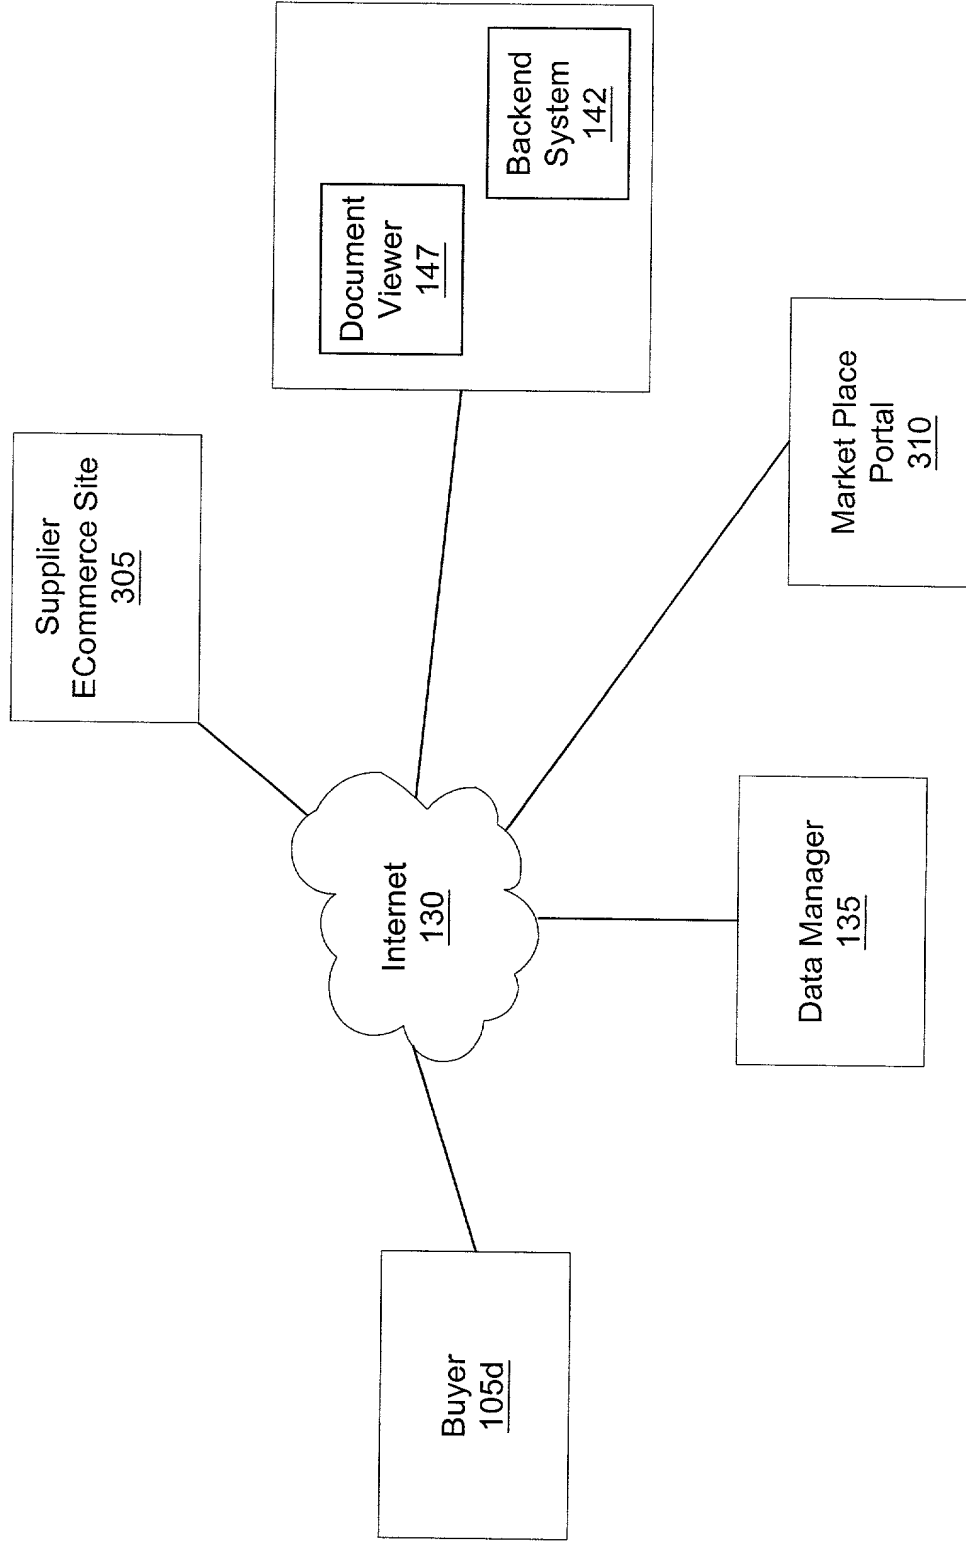 Supplier
ECommerce Site
305
Document
Viewer
147
Backend
System
142
Buyer
105d
Internet
130
Data Manager
135
Market Place
Portal
310